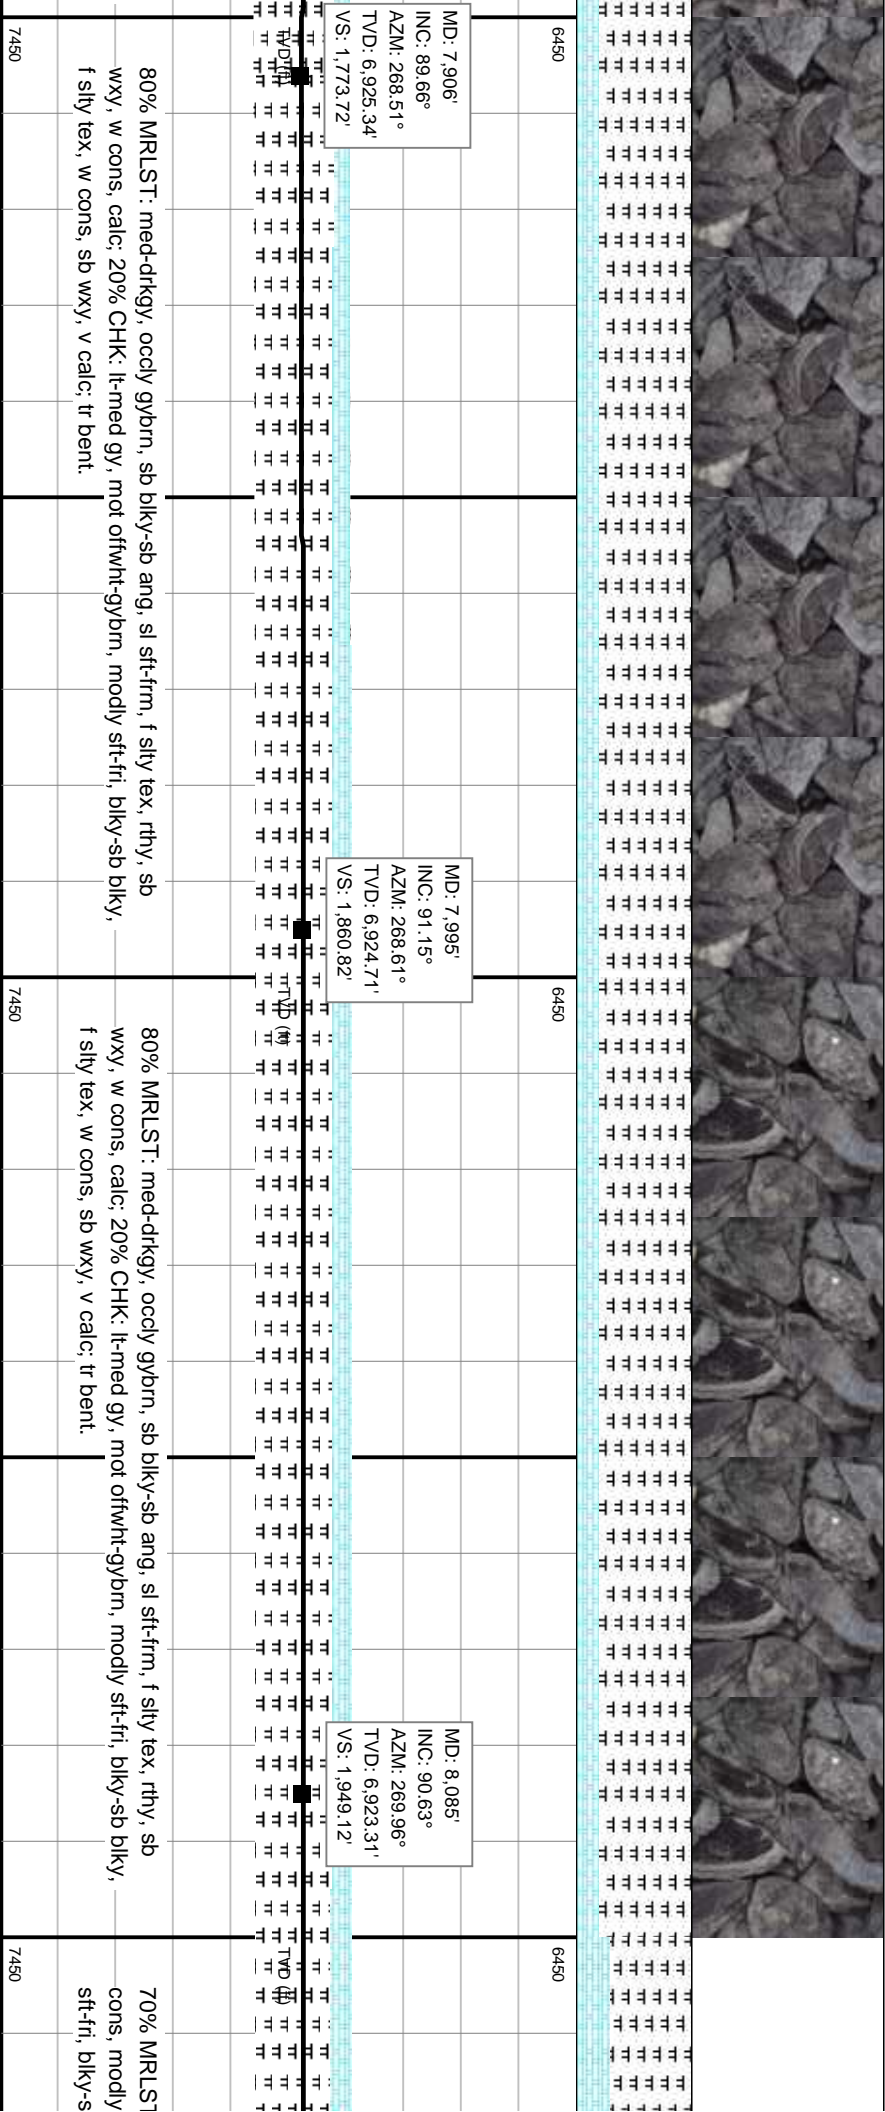 MD: 7,906'
INC: 89.66°
AZM: 268.51°
TVD: 6,925.34'
VS: 1,773.72'
6450
TVD (ft)
7450
80% MRLST: med-drkgy, occly gybrn, sb blky-sb ang, sl sft-frm, f slty tex, rthy, sb
wxy, w cons, calc; 20% CHK: lt-med gy, mot offwht-gybrn, modly sft-fri, blky-sb blky,
f slty tex, w cons, sb wxy, v calc; tr bent.
MD: 7,995'
INC: 91.15°
AZM: 268.61°
TVD: 6,924.71'
VS: 1,860.82'
6450
TVD (ft)
7450
80% MRLST: med-drkgy, occly gybrn, sb blky-sb ang, sl sft-frm, f slty tex, rthy, sb
wxy, w cons, calc; 20% CHK: lt-med gy, mot offwht-gybrn, modly sft-fri, blky-sb blky,
f slty tex, w cons, sb wxy, v calc; tr bent.
MD: 8,085'
INC: 90.63°
AZM: 269.96°
TVD: 6,923.31'
VS: 1,949.12'
6450
TVD (ft)
7450
70% MRLST
cons, modly
sft-fri, blky-s